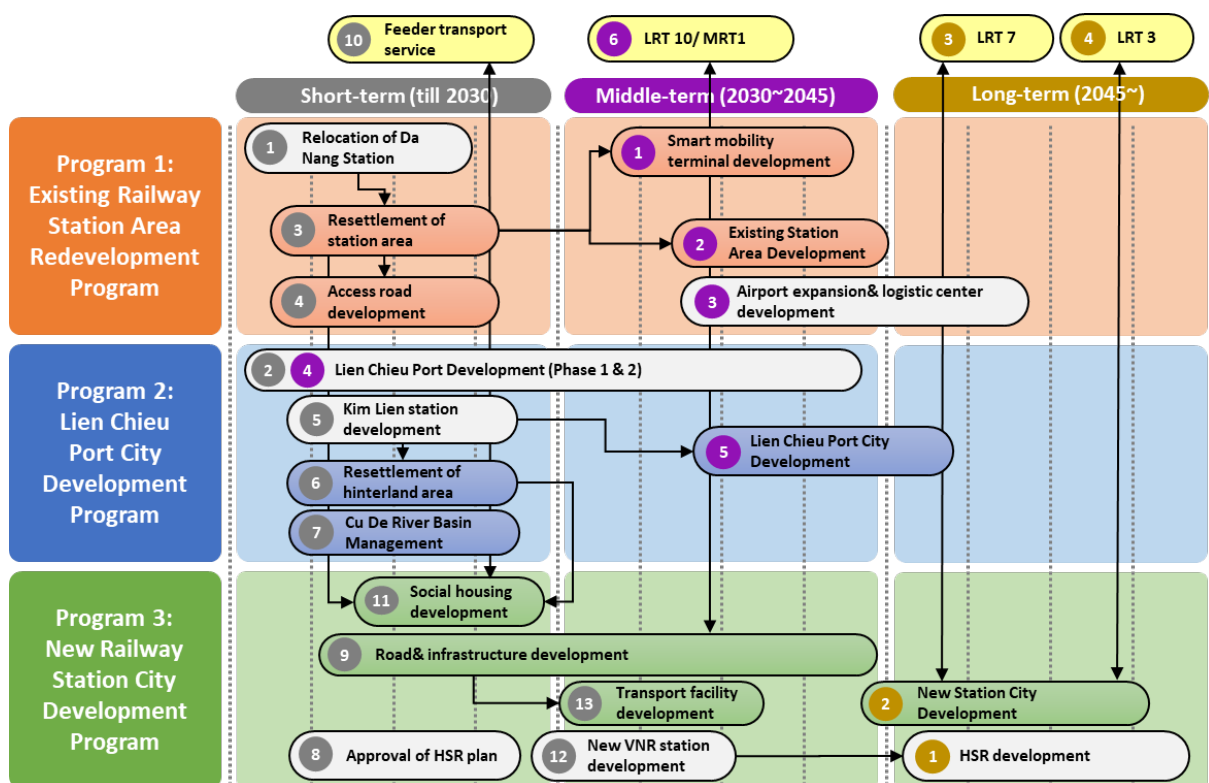 10
Feeder transport
service
6
LRT 10/ MRT1
3
LRT 7
4
LRT 3
Short-term (till 2030)
Middle-term (2030~2045)
Long-term (2045~)
Program 1:
Existing Railway
Station Area
Redevelopment
Program
1
Relocation of Da
Nang Station
1
Smart mobility
terminal development
3
Resettlement of
station area
2
Existing Station
Area Development
4
Access road
development
3
Airport expansion& logistic center
development
Program 2:
Lien Chieu
Port City
Development
Program
2
4
Lien Chieu Port Development (Phase 1 & 2)
5
Kim Lien station
development
5
Lien Chieu Port City
Development
6
Resettlement of
hinterland area
7
Cu De River Basin
Management
Program 3:
New Railway
Station City
Development
Program
11
Social housing
development
9
Road& infrastructure development
13
Transport facility
development
2
New Station City
Development
8
Approval of HSR plan
12
New VNR station
development
1
HSR development